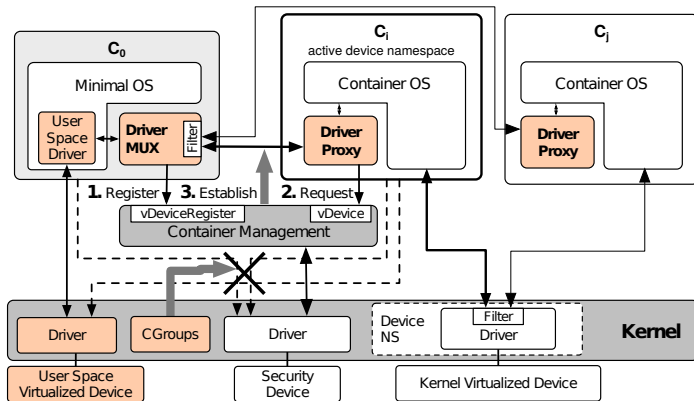 C0
Minimal OS
User
Space
Driver
Driver
MUX
Filter
Ci
active device namespace
Container OS
Driver
Proxy
Cj
Container OS
Driver
Proxy
1. Register
3. Establish
2. Request
vDeviceRegister
vDevice
Container Management
Driver
CGroups
Driver
Device
NS
Filter
Driver
Kernel
User Space
Virtualized Device
Security
Device
Kernel Virtualized Device